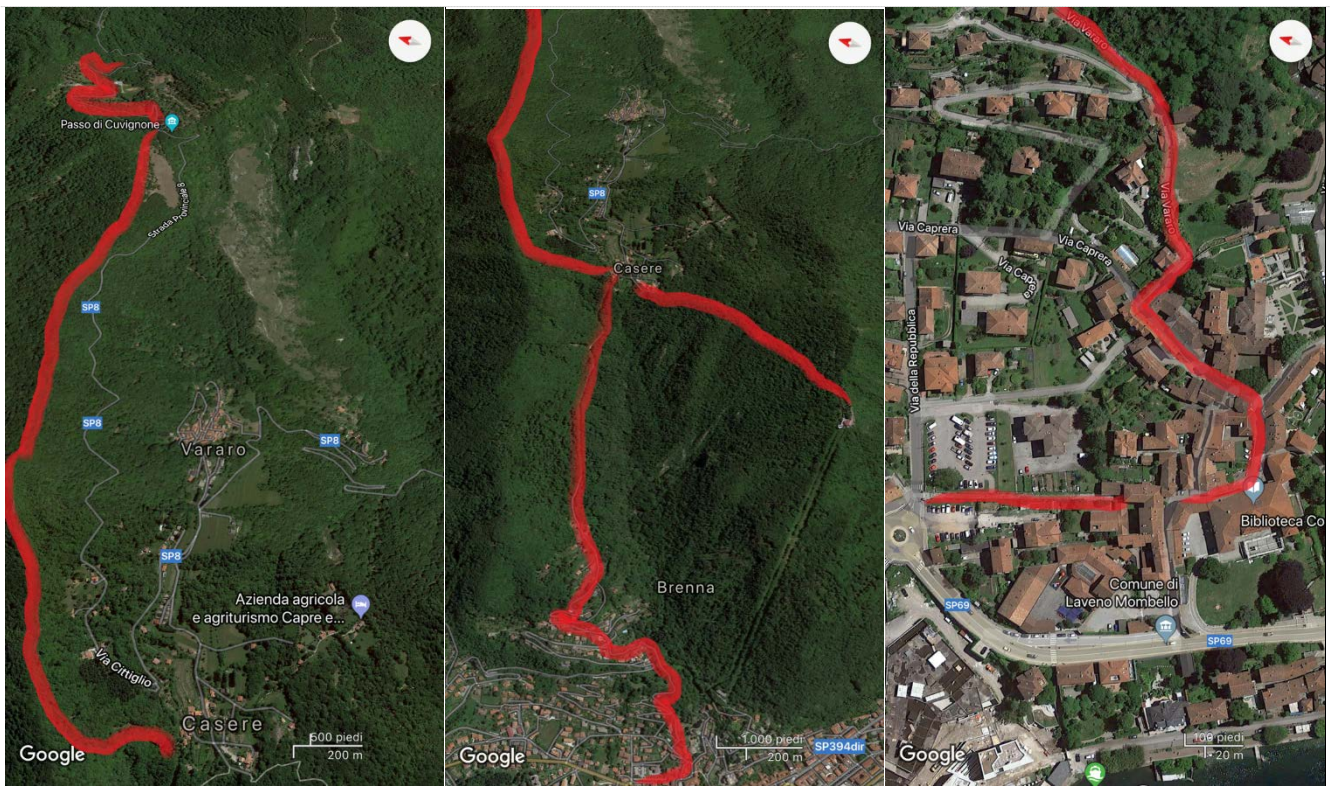 Passo di Cuvignone
Strada Provinciale 8
SP8
SP8
Vararo
SP8
SP8
Azienda agricola
e agriturismo Capre e...
Via Cittiglio
Casere
500 piedi
200 m
Google
SP8
Casere
Brenna
1.000 piedi
200 m
SP394dir
Google
Via Vararo
Via Vararo
Via Caprera
Via Caprera
Via Caprera
Via della Repubblica
Biblioteca Co
Comune di
Laveno Mombello
SP69
SP69
100 piedi
20 m
Google